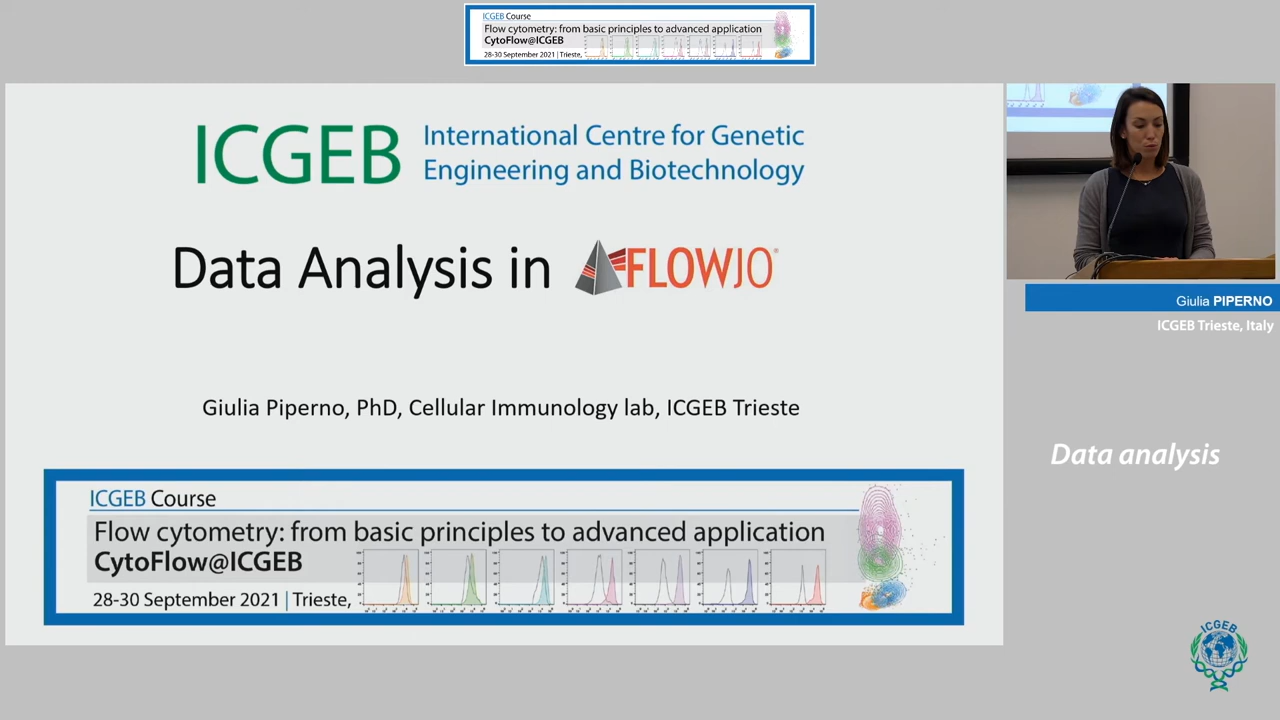 ICGEB Course
Flow cytometry: from basic principles to advanced application
CytoFlow@ICGEB
28-30 September 2021 | Trieste,
ICGEB International Centre for Genetic
Engineering and Biotechnology
Data Analysis in FLOWJO®
Giulia Piperno, PhD, Cellular Immunology lab, ICGEB Trieste
ICGEB Course
Flow cytometry: from basic principles to advanced application
CytoFlow@ICGEB
28-30 September 2021 | Trieste,
Giulia PIPERNO
ICGEB Trieste, Italy
Data analysis
ICGEB